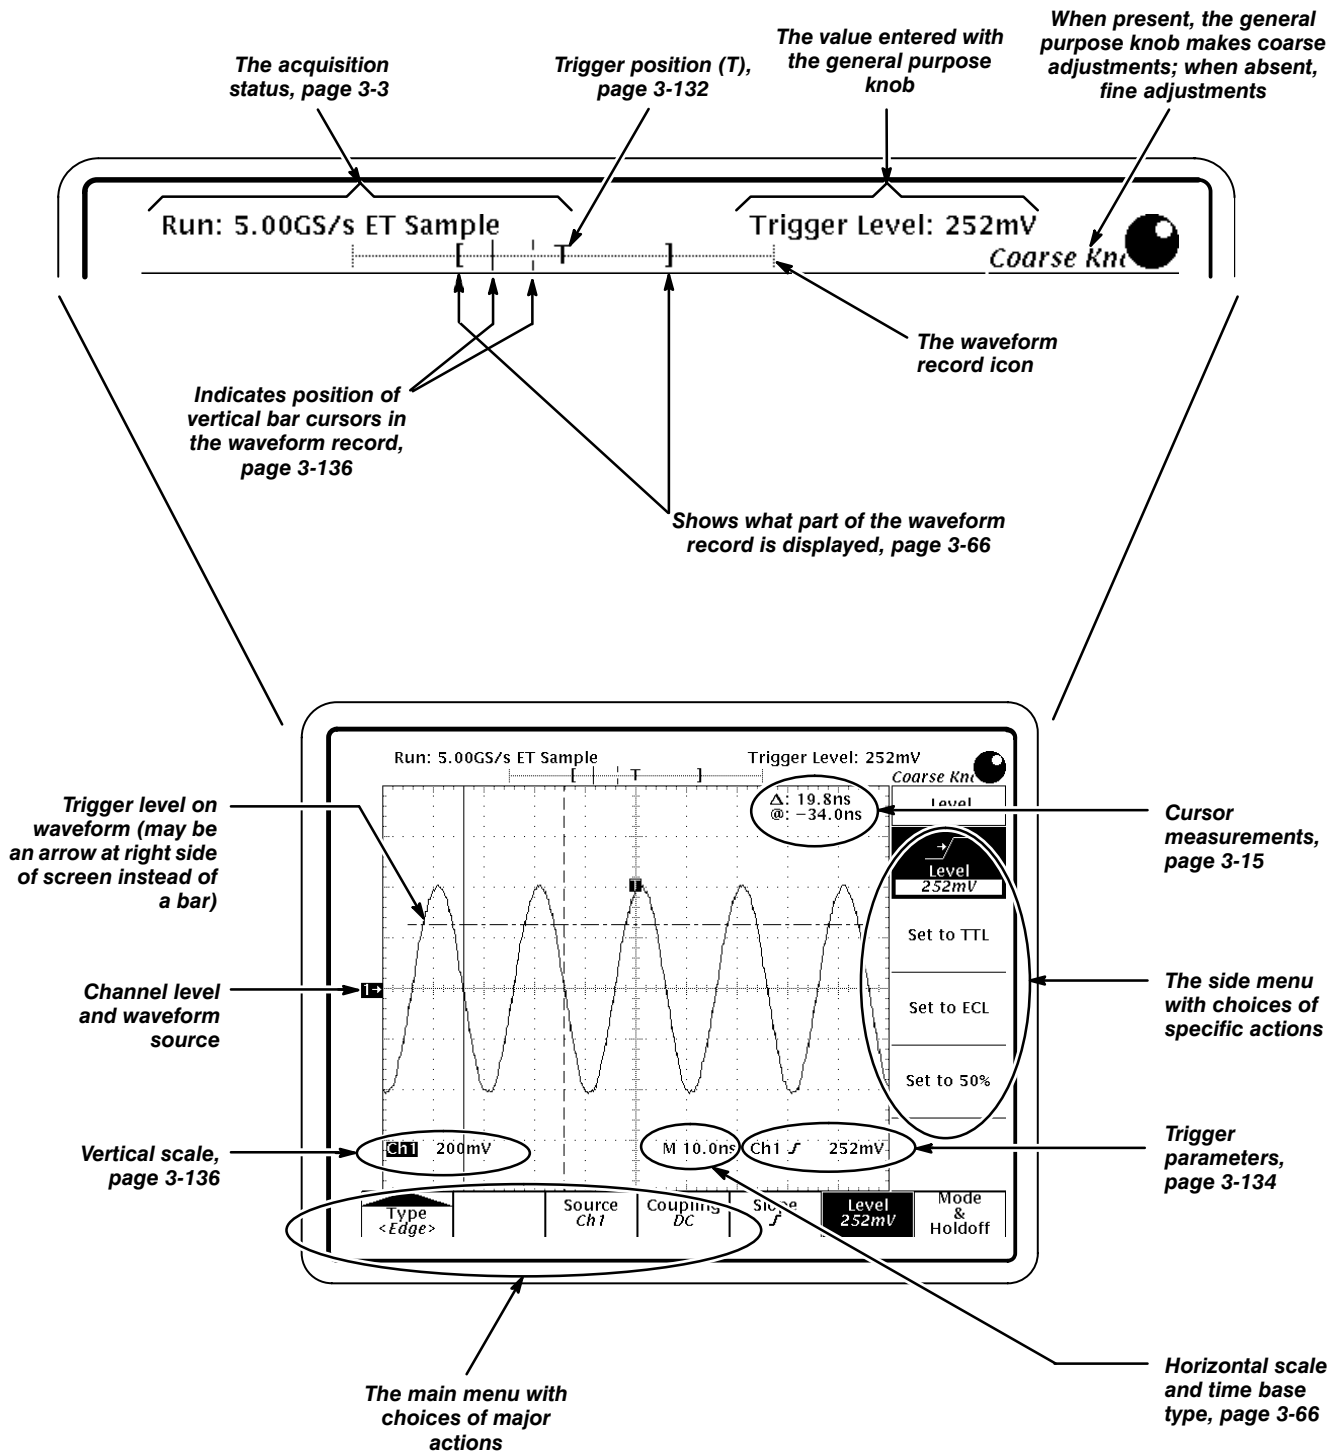 When present, the general
purpose knob makes coarse
adjustments; when absent,
fine adjustments
The value entered with
the general purpose
knob
The acquisition
status, page 3-3
Trigger position (T),
page 3-132
Run: 5.00GS/s ET Sample
Trigger Level: 252mV
[ T ]
Coarse Kn
The waveform
record icon
Indicates position of
vertical bar cursors in
the waveform record,
page 3-136
Shows what part of the waveform
record is displayed, page 3-66
Run: 5.00GS/s ET Sample
Trigger Level: 252mV
[ T ]
Coarse Kn
Δ: 19.8ns
@: −34.0ns
Level
Level
252mV
Set to TTL
Set to ECL
Set to 50%
T
1→
Trigger level on
waveform (may be
an arrow at right side
of screen instead of
a bar)
Channel level
and waveform
source
Vertical scale,
page 3-136
Cursor
measurements,
page 3-15
The side menu
with choices of
specific actions
Trigger
parameters,
page 3-134
Ch1 200mV
M 10.0ns
Ch1 252mV
Type
<Edge>
Source
Ch1
Coupling
DC
Slope
Level
252mV
Mode
&
Holdoff
The main menu with
choices of major
actions
Horizontal scale
and time base
type, page 3-66